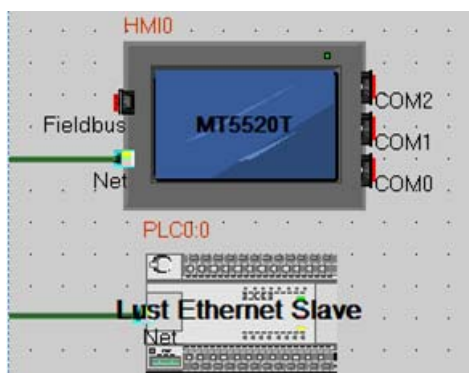 HMI0
COM2
Fieldbus
MT5520T
COM1
Net
COM0
PLC0:0
Lust Ethernet Slave
Net